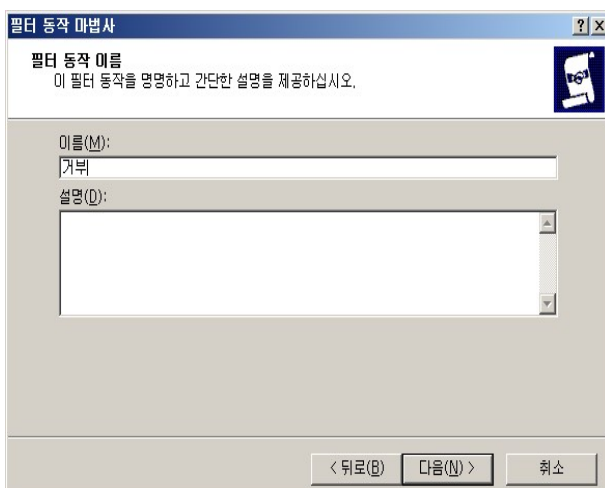 필터 동작 마법사
필터 동작 이름
이 필터 동작을 명명하고 간단한 설명을 제공하십시오.
이름(M):
거부
설명(D):
< 뒤로(B) 다음(N) > 취소